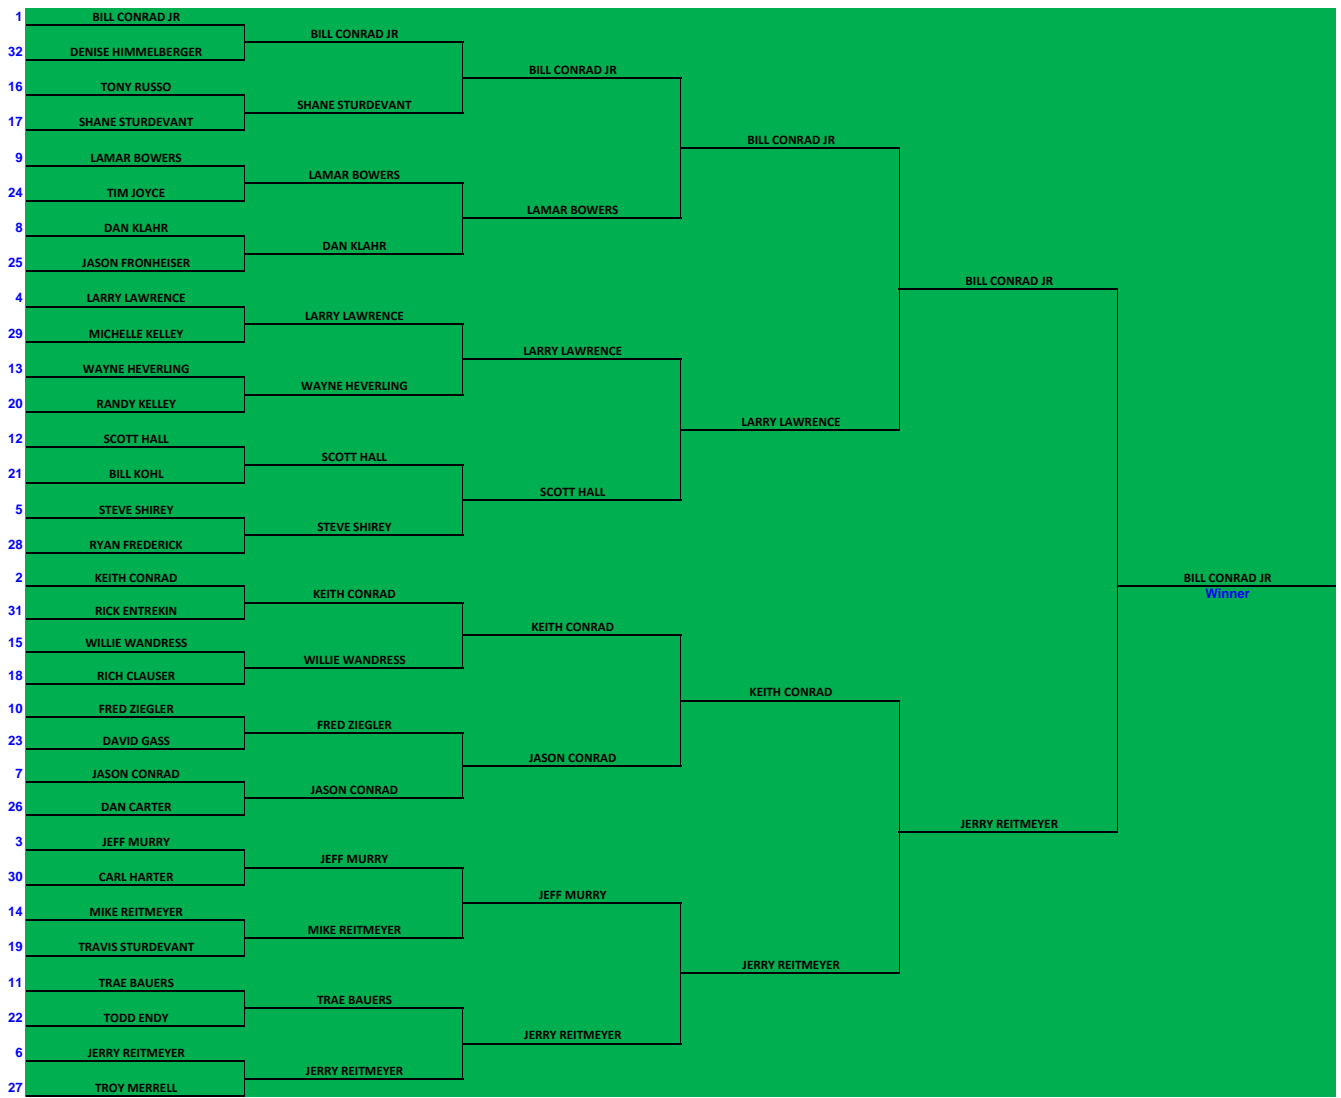 1 BILL CONRAD JR
BILL CONRAD JR
32 DENISE HIMMELBERGER
BILL CONRAD JR
16 TONY RUSSO
SHANE STURDEVANT
17 SHANE STURDEVANT
BILL CONRAD JR
9 LAMAR BOWERS
LAMAR BOWERS
24 TIM JOYCE
LAMAR BOWERS
8 DAN KLAHR
DAN KLAHR
25 JASON FRONHEISER
BILL CONRAD JR
4 LARRY LAWRENCE
LARRY LAWRENCE
29 MICHELLE KELLEY
LARRY LAWRENCE
13 WAYNE HEVERLING
WAYNE HEVERLING
20 RANDY KELLEY
LARRY LAWRENCE
12 SCOTT HALL
SCOTT HALL
21 BILL KOHL
SCOTT HALL
5 STEVE SHIREY
STEVE SHIREY
28 RYAN FREDERICK
2 KEITH CONRAD
BILL CONRAD JR
Winner
KEITH CONRAD
31 RICK ENTREKIN
KEITH CONRAD
15 WILLIE WANDRESS
WILLIE WANDRESS
18 RICH CLAUSER
KEITH CONRAD
10 FRED ZIEGLER
FRED ZIEGLER
23 DAVID GASS
JASON CONRAD
7 JASON CONRAD
JASON CONRAD
26 DAN CARTER
JERRY REITMEYER
3 JEFF MURRY
JEFF MURRY
30 CARL HARTER
JEFF MURRY
14 MIKE REITMEYER
MIKE REITMEYER
19 TRAVIS STURDEVANT
JERRY REITMEYER
11 TRAE BAUERS
TRAE BAUERS
22 TODD ENDY
JERRY REITMEYER
6 JERRY REITMEYER
JERRY REITMEYER
27 TROY MERRELL